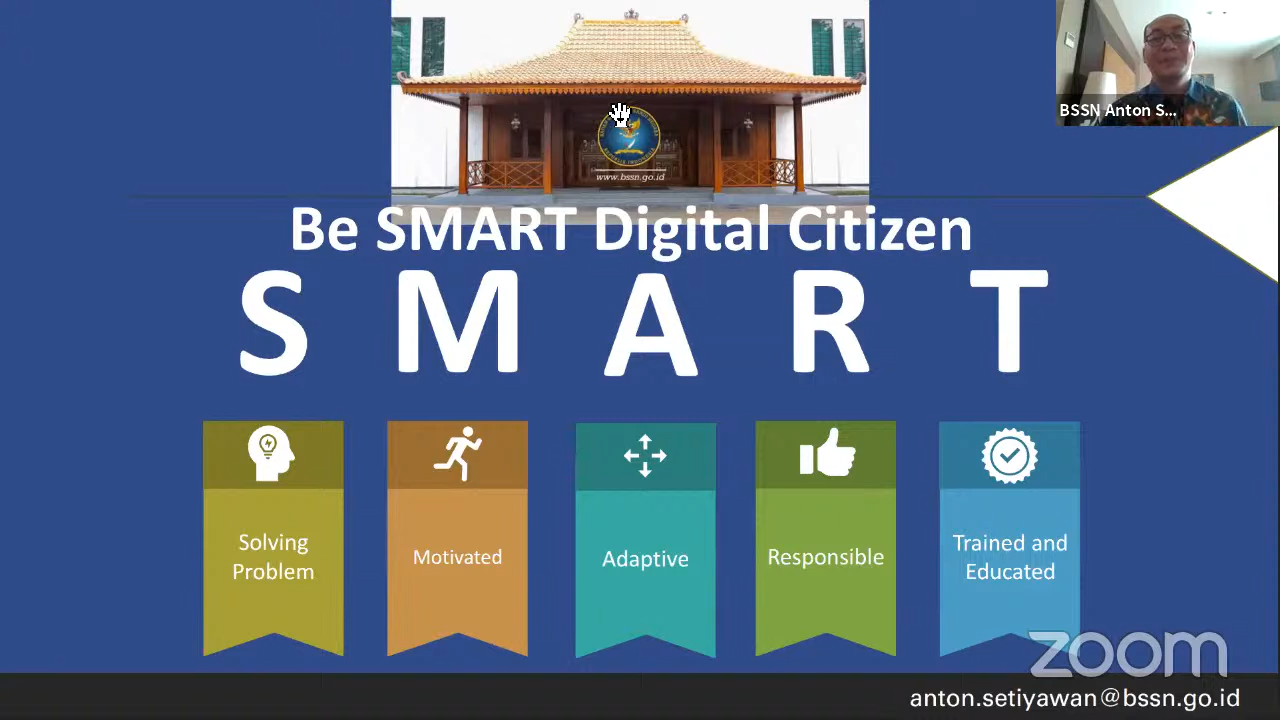 BSSN Anton S...
www.bssn.go.id
Be SMART Digital Citizen
S M A R T
Solving
Problem
Motivated
Adaptive
Responsible
Trained and
Educated
zoom
anton.setiyawan@bssn.go.id